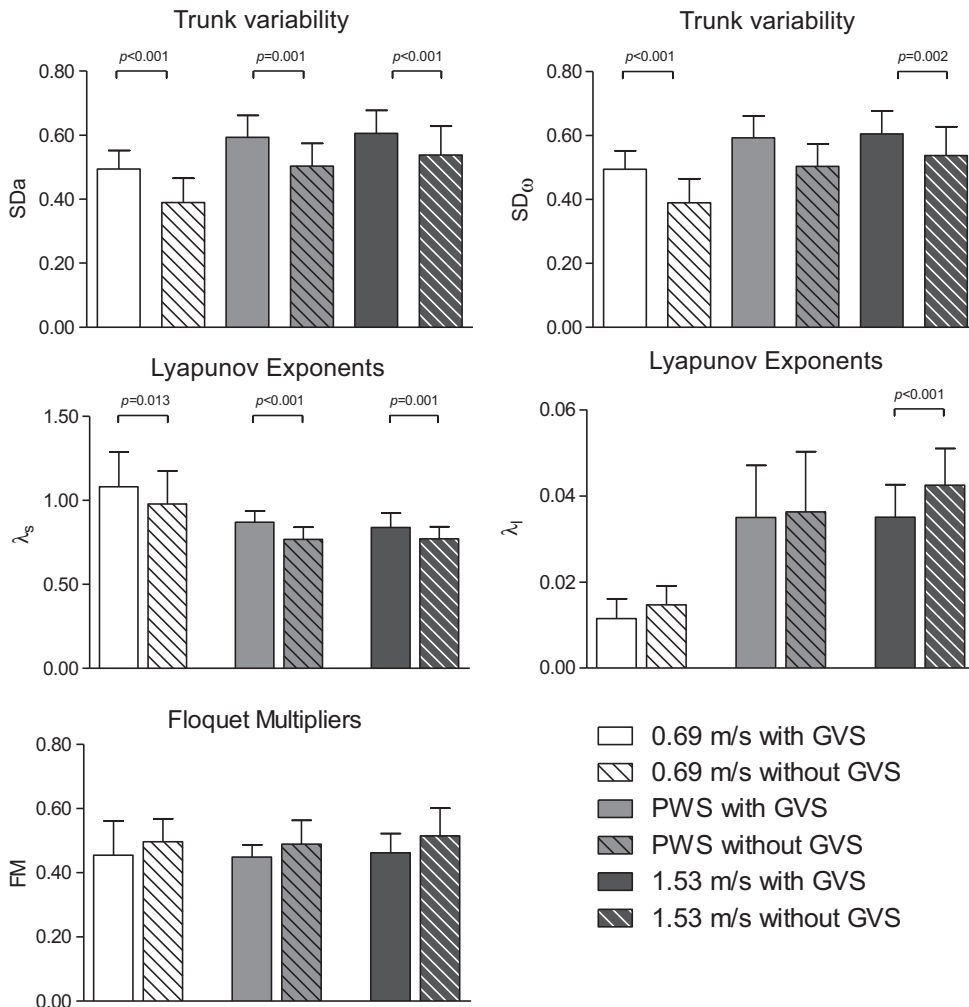 Trunk variability
p<0.001
p=0.001
p<0.001
0.80
0.60
0.40
0.20
0.00
SDa
Trunk variability
p<0.001
p=0.002
0.80
0.60
0.40
0.20
0.00
SDω
Lyapunov Exponents
p=0.013
p<0.001
p=0.001
1.50
1.00
0.50
0.00
λs
Lyapunov Exponents
p<0.001
0.06
0.04
0.02
0.00
λl
Floquet Multipliers
0.80
0.60
0.40
0.20
0.00
FM
0.69 m/s with GVS
0.69 m/s without GVS
PWS with GVS
PWS without GVS
1.53 m/s with GVS
1.53 m/s without GVS